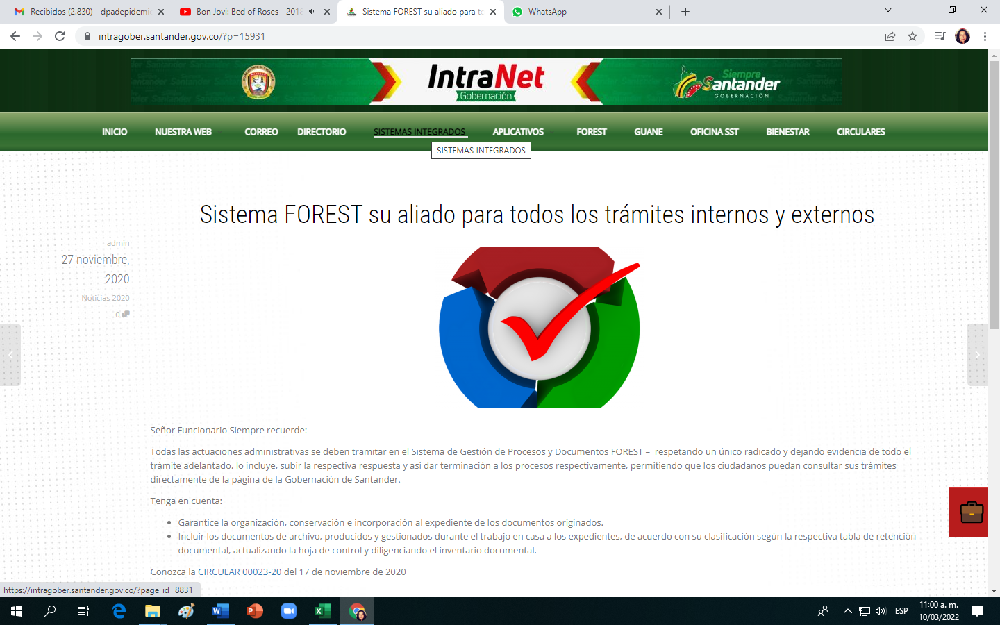 Recibidos (2.830) - dpadepidemic
Bon Jovi: Bed of Roses - 2018
Sistema FOREST su aliado para to
WhatsApp
intragober.santander.gov.co/?p=15931
IntraNet
Gobernación
Siempre
Santander
GOBERNACIÓN
INICIO NUESTRA WEB CORREO DIRECTORIO SISTEMAS INTEGRADOS APLICATIVOS FOREST GUANE OFICINA SST BIENESTAR CIRCULARES
SISTEMAS INTEGRADOS
Sistema FOREST su aliado para todos los trámites internos y externos
admin
27 noviembre,
2020
Noticias 2020
0
Señor Funcionario Siempre recuerde:
Todas las actuaciones administrativas se deben tramitar en el Sistema de Gestión de Procesos y Documentos FOREST – respetando un único radicado y dejando evidencia de todo el
trámite adelantado, lo incluye, subir la respectiva respuesta y así dar terminación a los procesos respectivamente, permitiendo que los ciudadanos puedan consultar sus trámites
directamente de la página de la Gobernación de Santander.
Tenga en cuenta:
Garantice la organización, conservación e incorporación al expediente de los documentos originados.
Incluir los documentos de archivo, producidos y gestionados durante el trabajo en casa a los expedientes, de acuerdo con su clasificación según la respectiva tabla de retención
documental, actualizando la hoja de control y diligenciando el inventario documental.
Conozca la CIRCULAR 00023-20 del 17 de noviembre de 2020
https://intragober.santander.gov.co/?page_id=8831
ESP
11:00 a. m.
10/03/2022